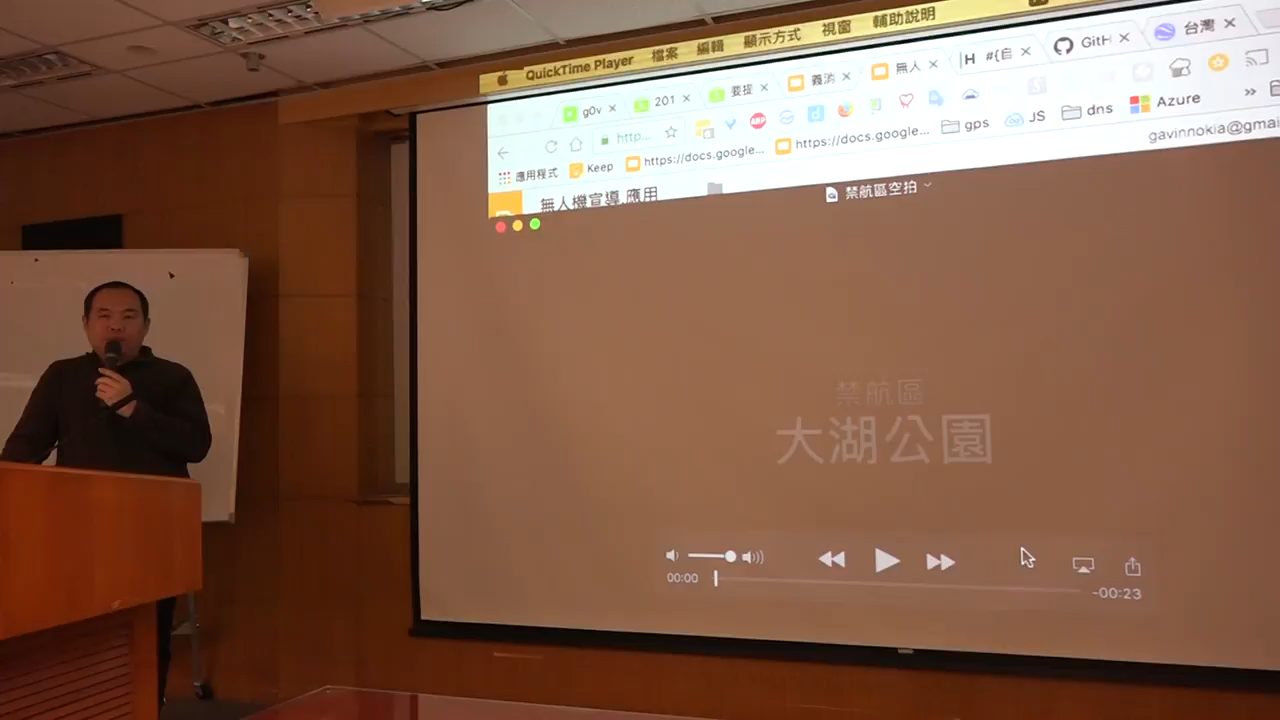 QuickTime Player 檔案 編輯 顯示方式 視窗 輔助說明
g0v 201 要提 義消 無人 #{自 GitH 台灣
http...
ABP
應用程式 Keep https://docs.google... https://docs.google... gps JS dns Azure »
gavinnokia@gmai
無人機宣導 應用
禁航區空拍
禁航區
大湖公園
00:00 -00:23